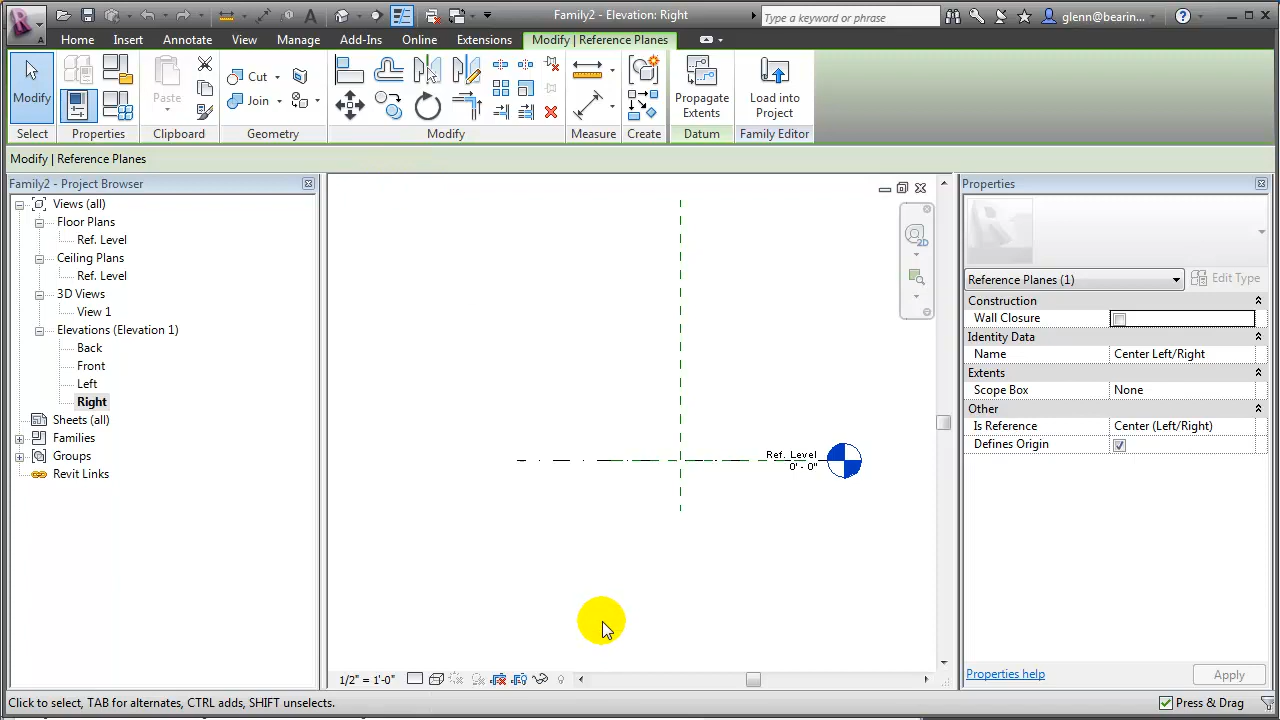 Family2 - Elevation: Right
Type a keyword or phrase
glenn@bearin...
Home Insert Annotate View Manage Add-Ins Online Extensions Modify | Reference Planes
Modify
Paste
Cut
Join
Propagate Extents
Load into Project
Select Properties Clipboard Geometry Modify Measure Create Datum Family Editor
Modify | Reference Planes
Family2 - Project Browser
Views (all)
Floor Plans
Ref. Level
Ceiling Plans
Ref. Level
3D Views
View 1
Elevations (Elevation 1)
Back
Front
Left
Right
Sheets (all)
Families
Groups
Revit Links
2D
Ref. Level
0' - 0"
Properties
Reference Planes (1)
Edit Type
Construction
Wall Closure
Identity Data
Name Center Left/Right
Extents
Scope Box None
Other
Is Reference Center (Left/Right)
Defines Origin
Properties help
Apply
1/2" = 1'-0"
Click to select, TAB for alternates, CTRL adds, SHIFT unselects.
Press & Drag